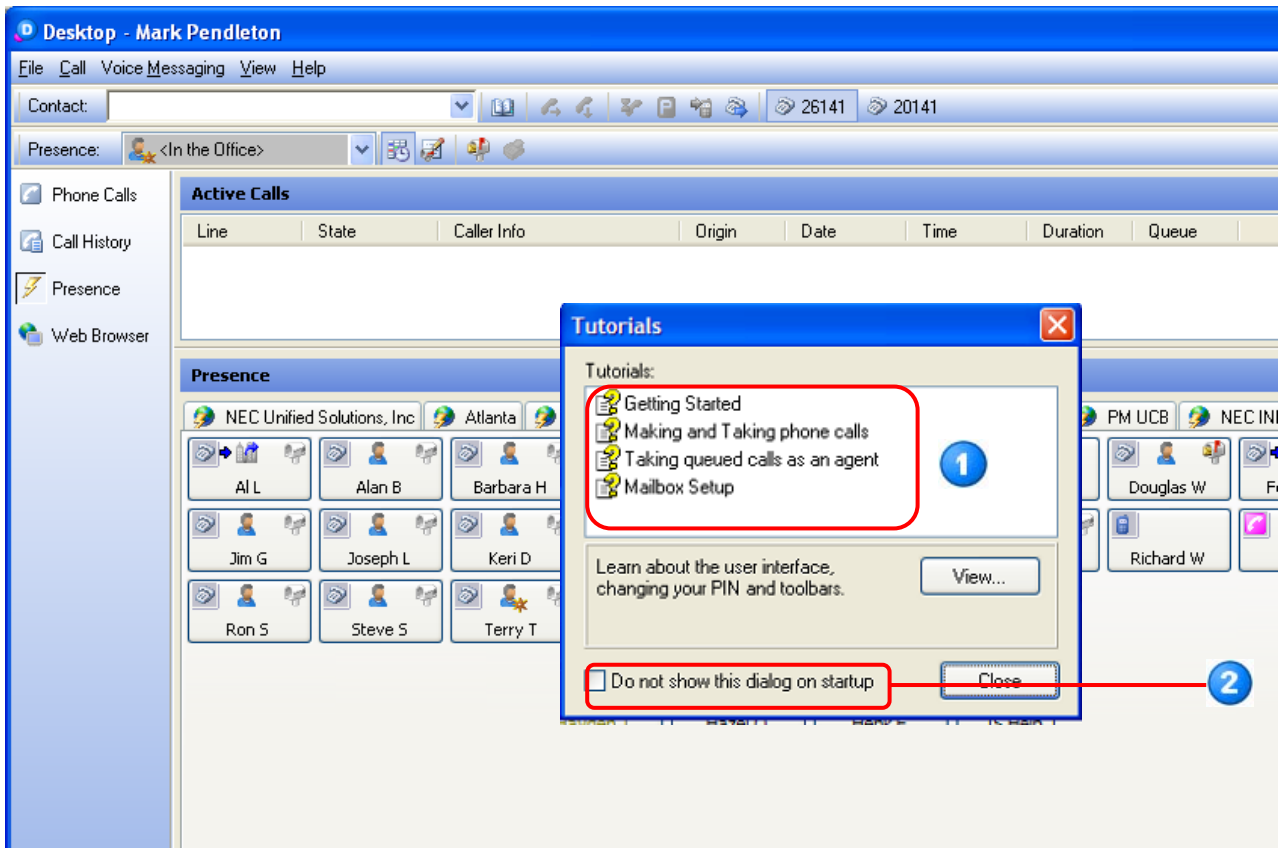 Desktop - Mark Pendleton
File Call Voice Messaging View Help
Contact: 26141 20141
Presence: <In the Office>
Phone Calls
Call History
Presence
Web Browser
Active Calls
Line State Caller Info Origin Date Time Duration Queue
Presence
NEC Unified Solutions, Inc Atlanta PM UCB
Al L Alan B Barbara H Douglas W
Jim G Joseph L Keri D Richard W
Ron S Steve S Terry T
Tutorials
Tutorials:
Getting Started
Making and Taking phone calls
Taking queued calls as an agent
Mailbox Setup
1
Learn about the user interface,
changing your PIN and toolbars.
View...
Do not show this dialog on startup
Close
2